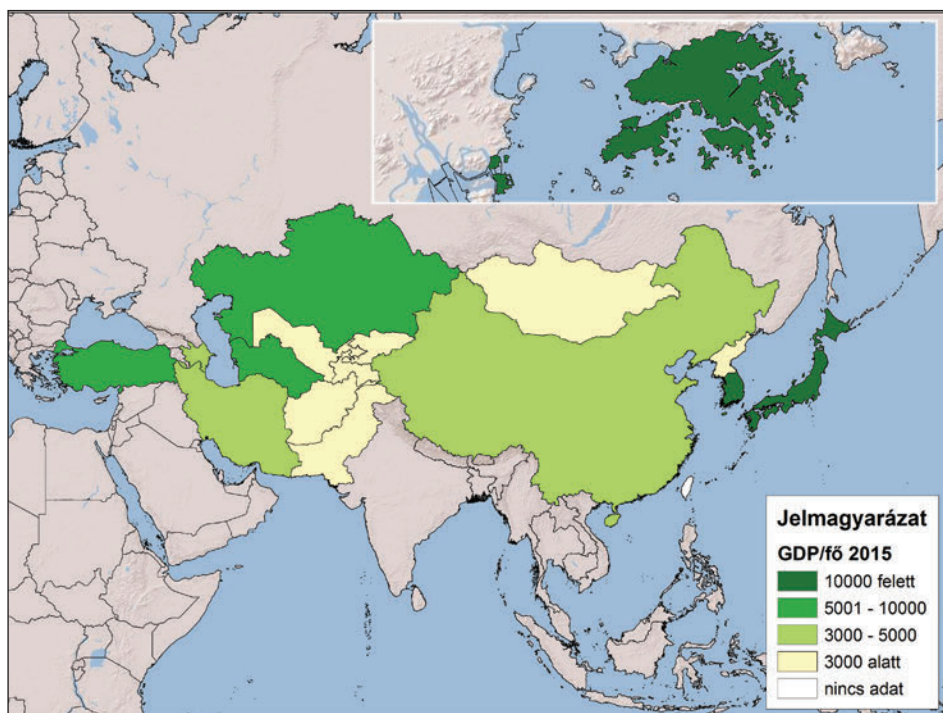 Jelmagyarázat
GDP/fő 2015
10000 felett
5001 - 10000
3000 - 5000
3000 alatt
nincs adat